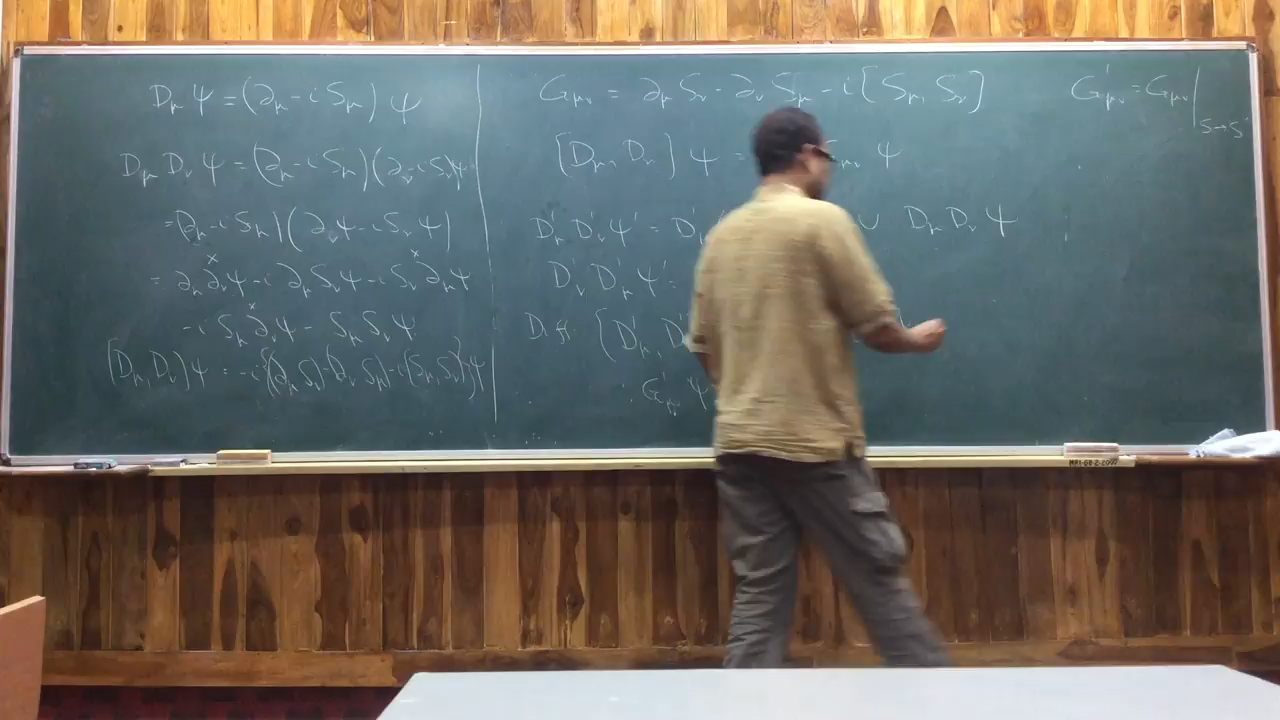 D_μ ψ = (∂_μ - i S_μ) ψ
D_μ D_ν ψ = (∂_μ - i S_μ)(∂_ν - i S_ν)ψ
= (∂_μ - i S_μ)(∂_ν ψ - i S_ν ψ)
= ∂_μ ∂_ν ψ - i ∂_μ S_ν ψ - i S_ν ∂_μ ψ
- i S_μ ∂_ν ψ - S_μ S_ν ψ
[D_μ, D_ν] ψ = -i {(∂_μ S_ν) - ∂_ν S_μ - i [S_μ, S_ν]} ψ
G_μν = ∂_μ S_ν - ∂_ν S_μ - i [S_μ, S_ν]
[D_μ, D_ν] ψ = ψ
D'_μ D'_ν ψ' = D'_μ U D_μ D_ν ψ
D'_ν D'_μ ψ' =
Diff. [D'_μ, D'
G'_μν ψ
G'_μν = G_μν |_{S→S'}